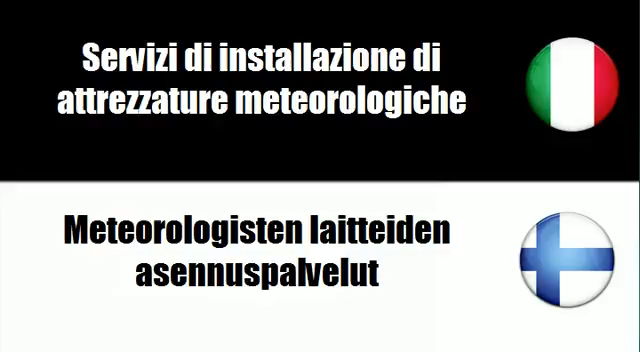 Servizi di installazione di
attrezzature meteorologiche
Meteorologisten laitteiden
asennuspalvelut